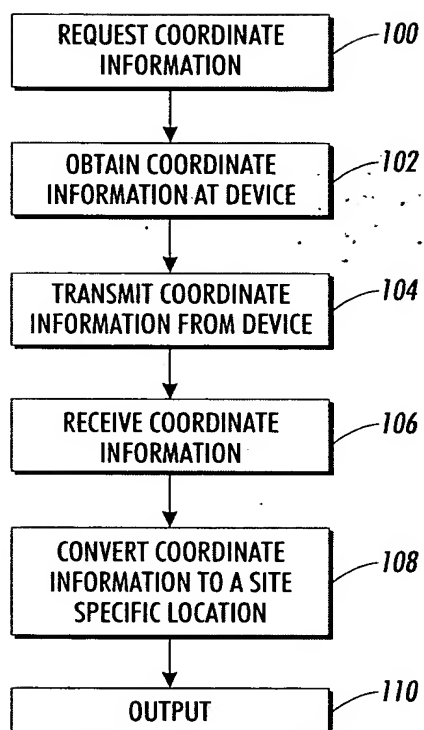 REQUEST COORDINATE
INFORMATION
100
OBTAIN COORDINATE
INFORMATION AT DEVICE
102
TRANSMIT COORDINATE
INFORMATION FROM DEVICE
104
RECEIVE COORDINATE
INFORMATION
106
CONVERT COORDINATE
INFORMATION TO A SITE
SPECIFIC LOCATION
108
OUTPUT
110